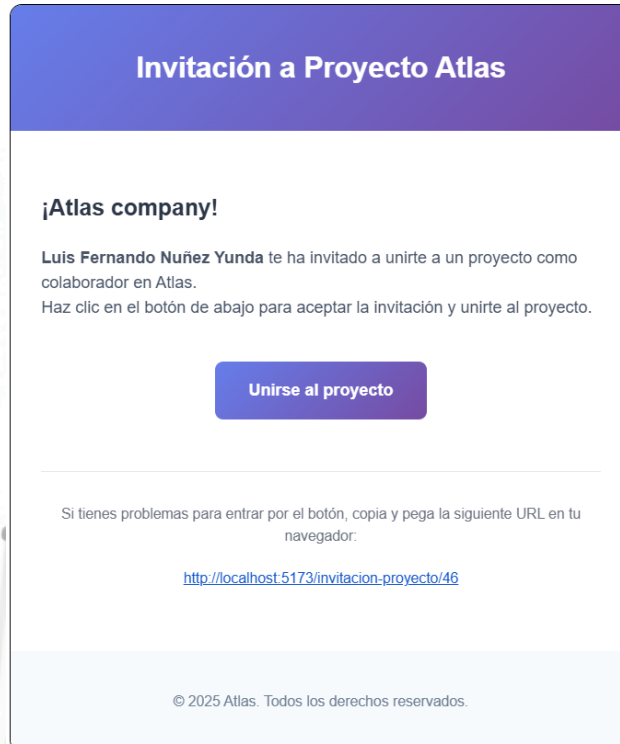 Invitación a Proyecto Atlas
¡Atlas company!
Luis Fernando Nuñez Yunda te ha invitado a unirte a un proyecto como
colaborador en Atlas.
Haz clic en el botón de abajo para aceptar la invitación y unirte al proyecto.
Unirse al proyecto
Si tienes problemas para entrar por el botón, copia y pega la siguiente URL en tu
navegador:
http://localhost:5173/invitacion-proyecto/46
© 2025 Atlas. Todos los derechos reservados.